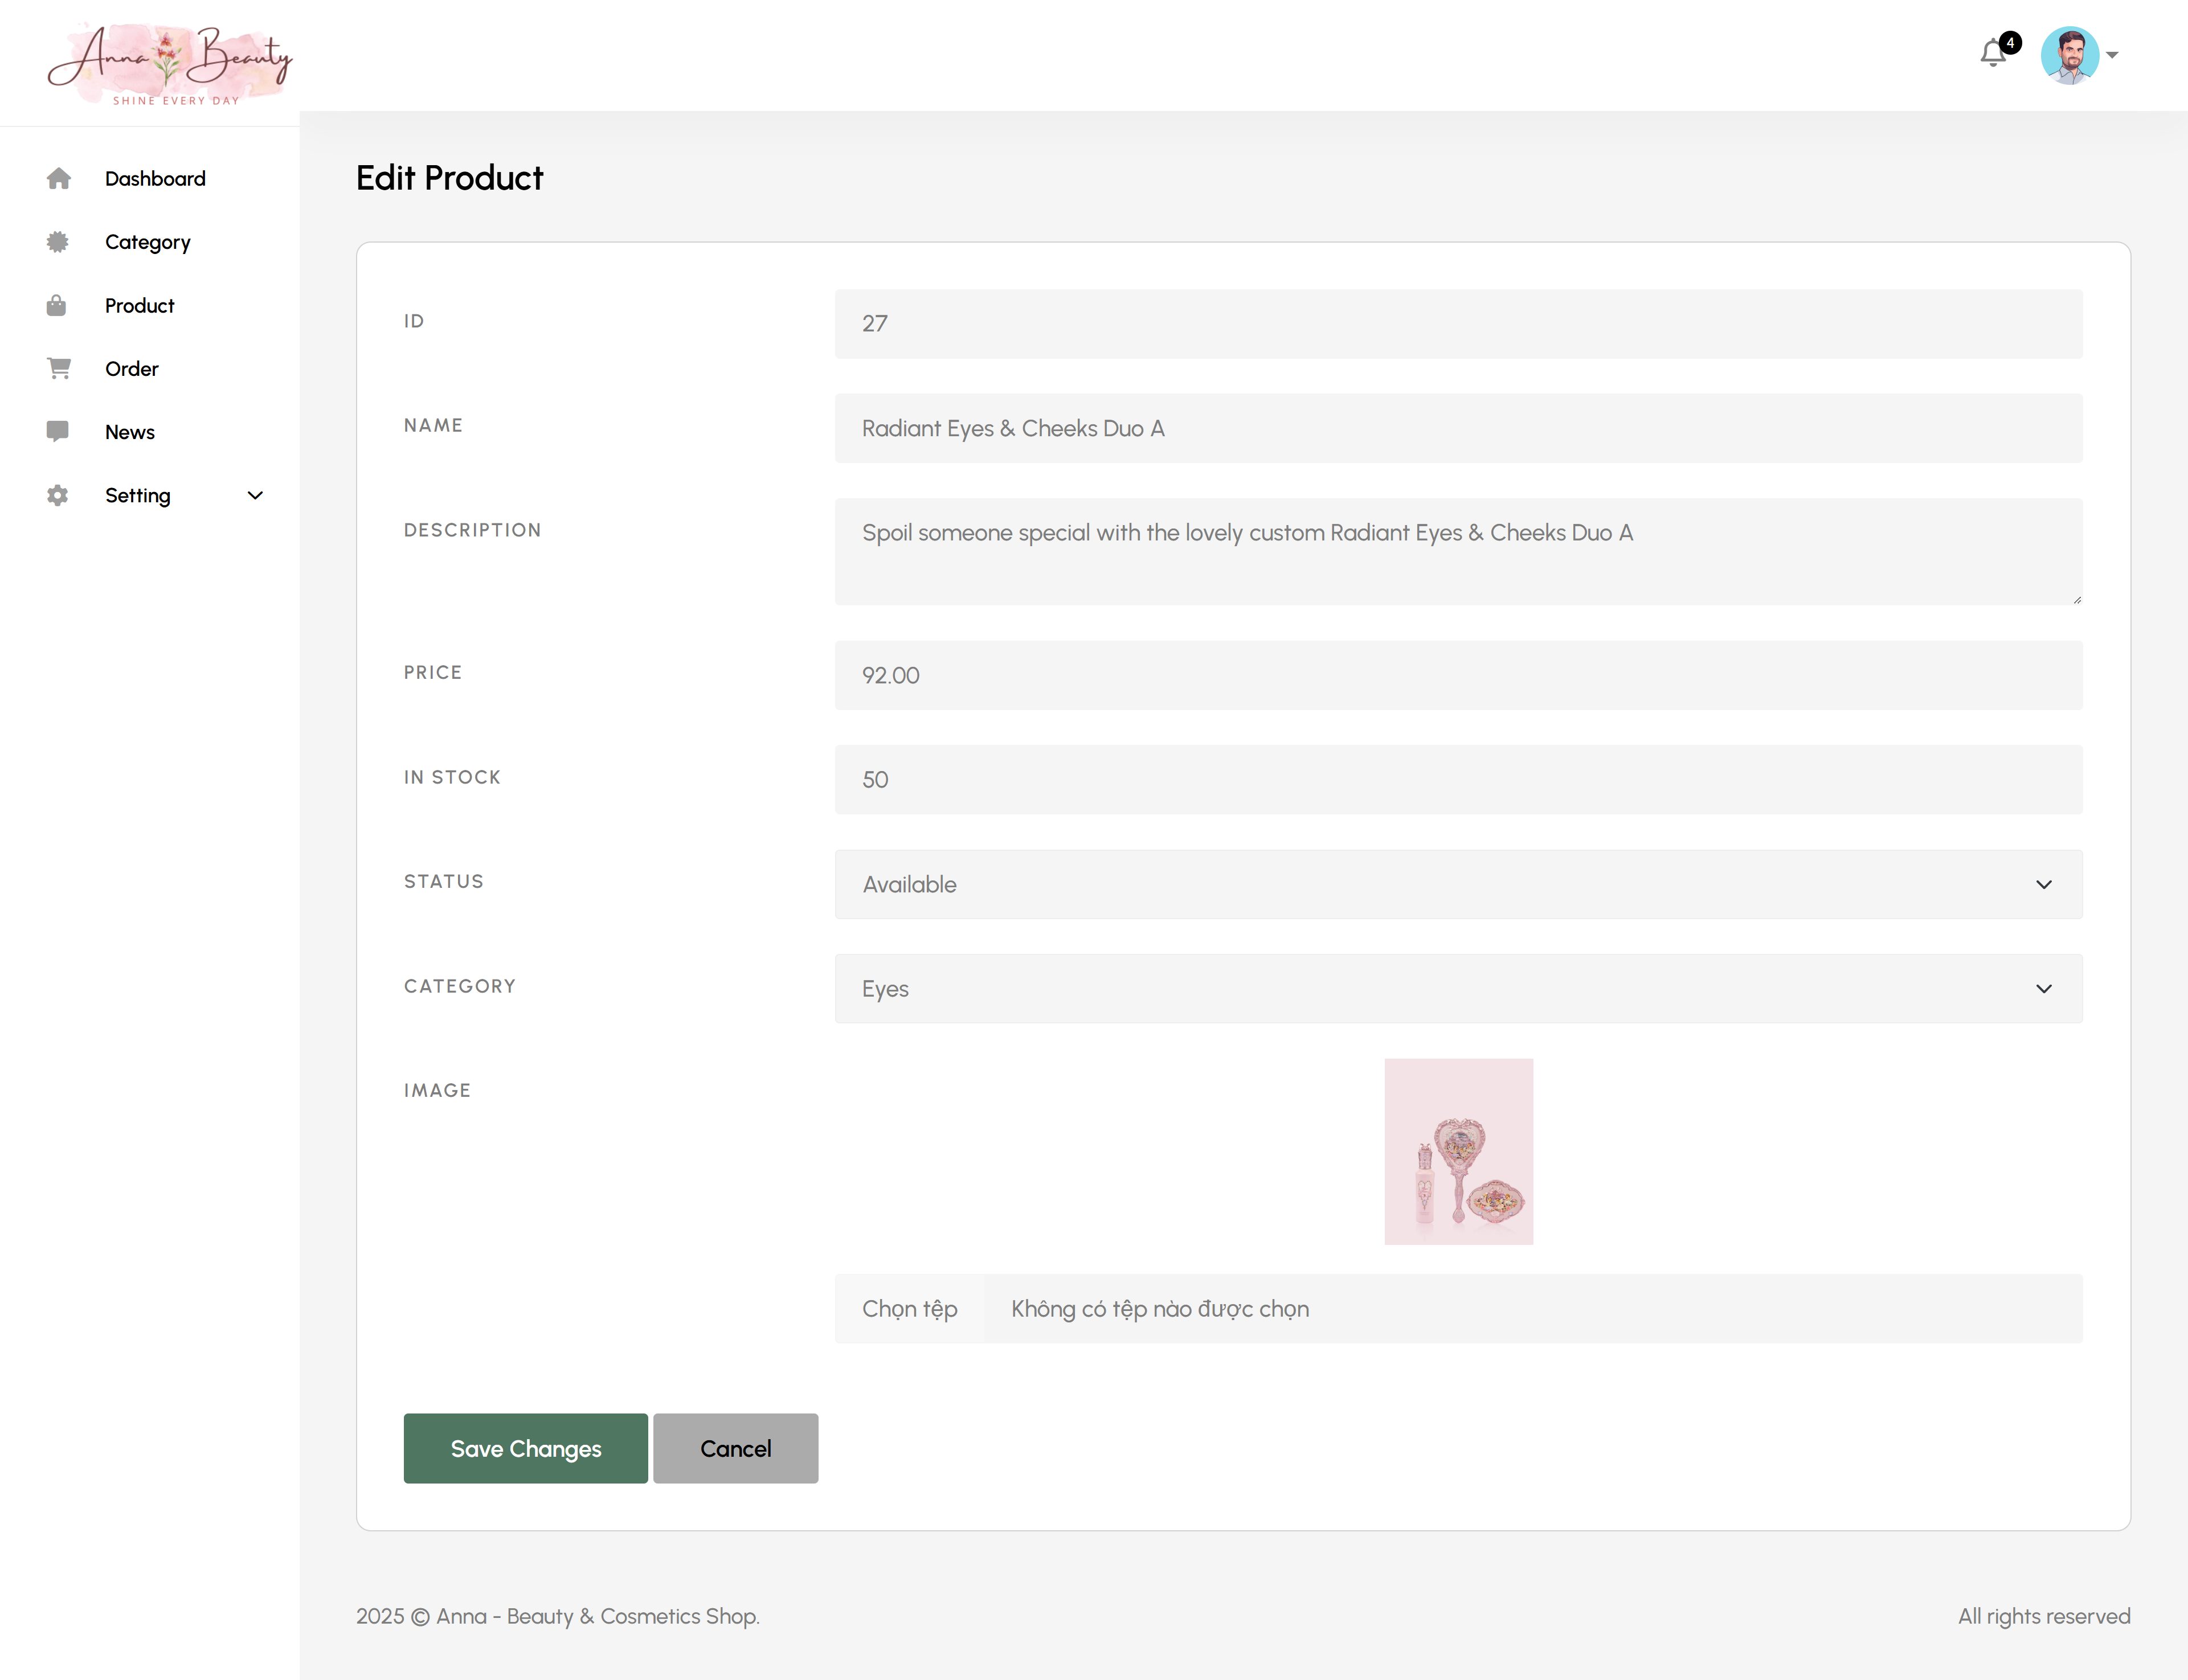 Anna Beauty
SHINE EVERY DAY
4
Dashboard
Category
Product
Order
News
Setting
Edit Product
ID
27
NAME
Radiant Eyes & Cheeks Duo A
DESCRIPTION
Spoil someone special with the lovely custom Radiant Eyes & Cheeks Duo A
PRICE
92.00
IN STOCK
50
STATUS
Available
CATEGORY
Eyes
IMAGE
Chọn tệp
Không có tệp nào được chọn
Save Changes
Cancel
2025 © Anna - Beauty & Cosmetics Shop.
All rights reserved